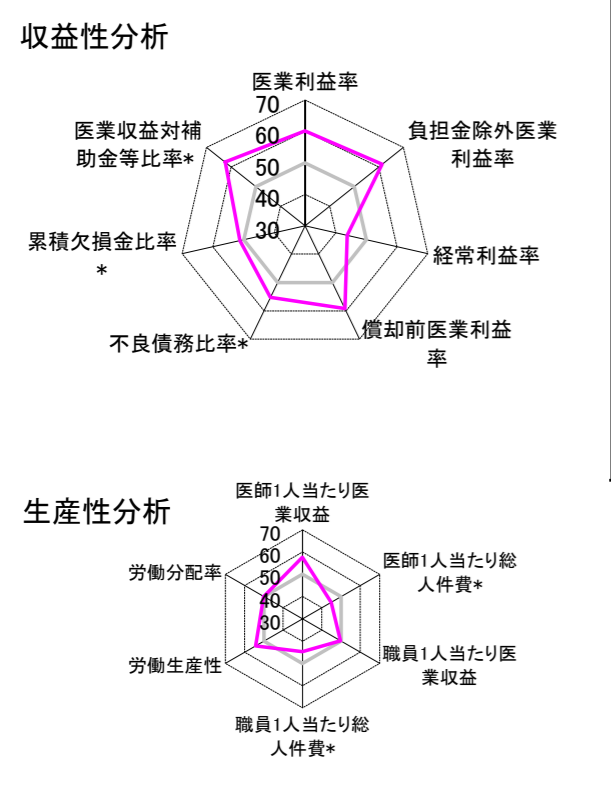 収益性分析
医業利益率
70
60
50
40
30
負担金除外医業
利益率
経常利益率
償却前医業利益
率
不良債務比率*
累積欠損金比率
*
医業収益対補
助金等比率*
生産性分析
医師1人当たり医
業収益
70
60
50
40
30
医師1人当たり総
人件費*
職員1人当たり医
業収益
職員1人当たり総
人件費*
労働生産性
労働分配率